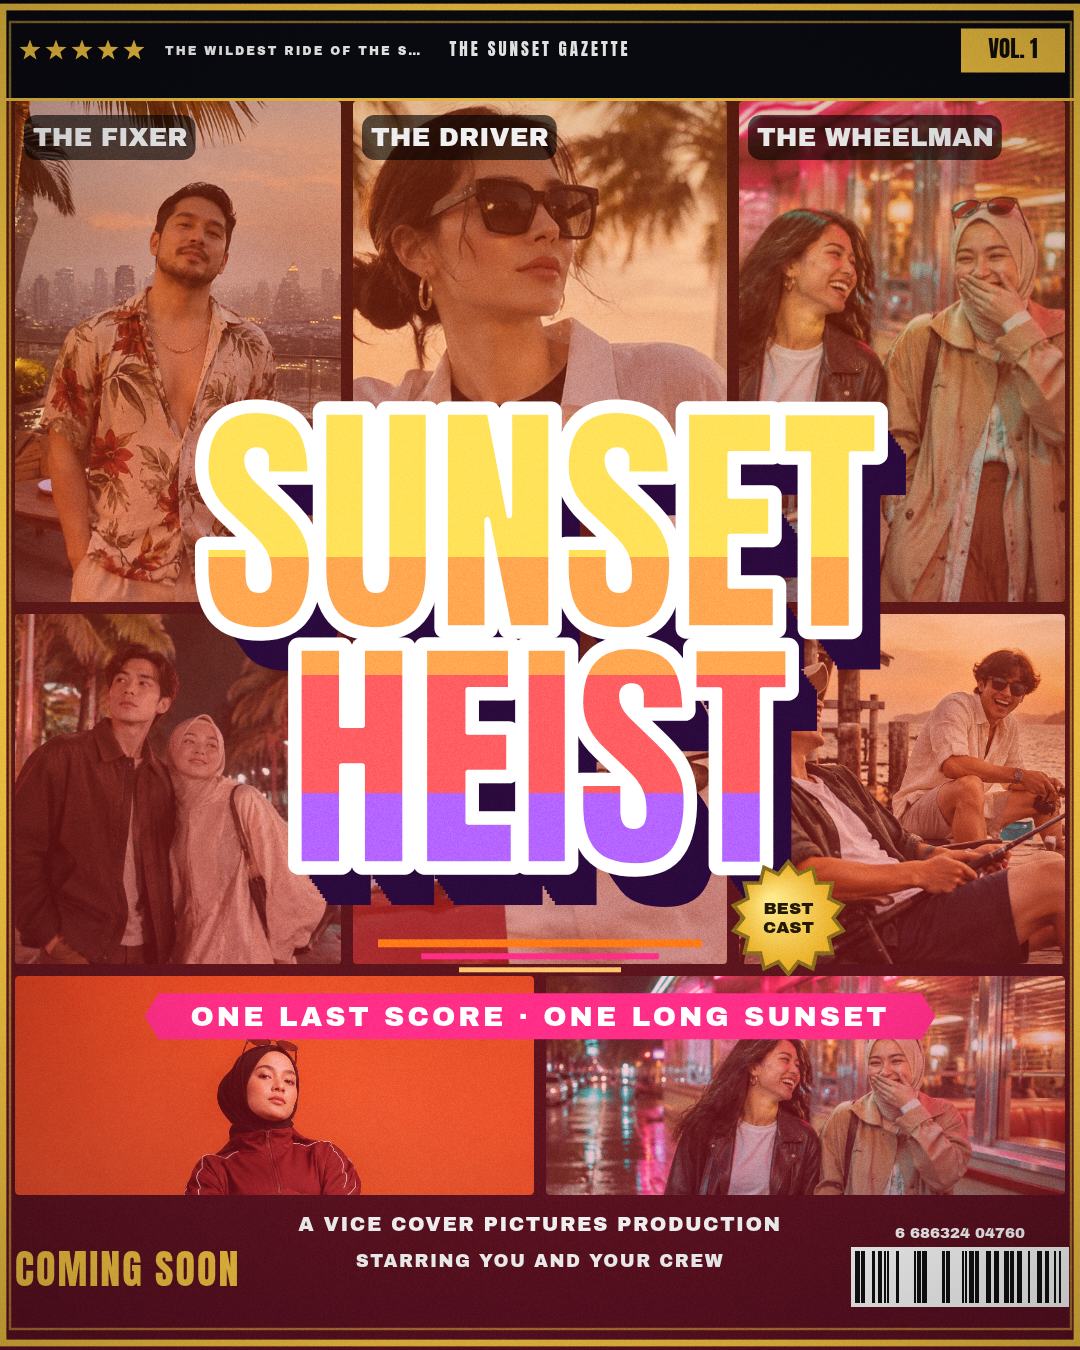 THE WILDEST RIDE OF THE S…
THE SUNSET GAZETTE
VOL. 1
THE FIXER
THE DRIVER
THE WHEELMAN
SUNSET
HEIST
BEST
CAST
ONE LAST SCORE · ONE LONG SUNSET
A VICE COVER PICTURES PRODUCTION
STARRING YOU AND YOUR CREW
COMING SOON
6 686324 04760